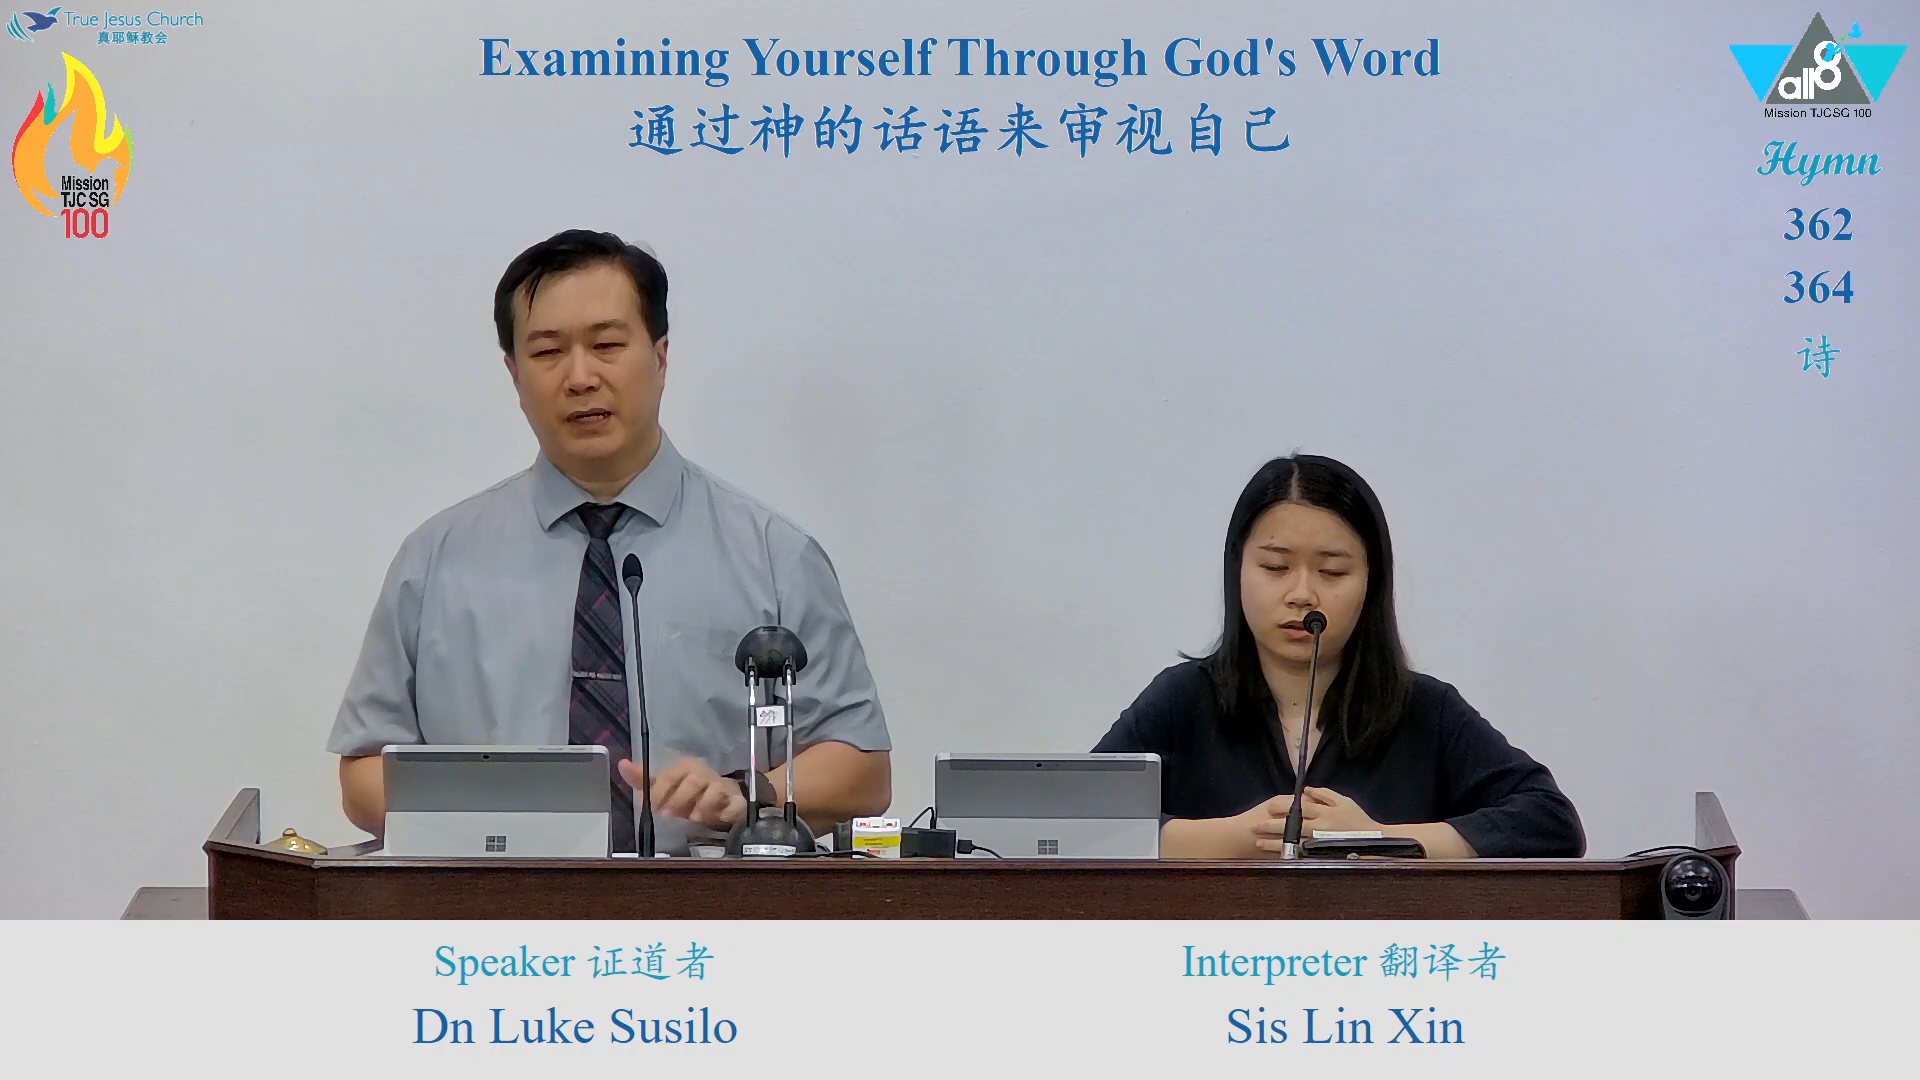 True Jesus Church
真耶稣教会
Mission
TJC SG
100
Examining Yourself Through God's Word
通过神的话语来审视自己
all8
Mission TJCSG 100
Hymn
362
364
诗
Speaker 证道者
Dn Luke Susilo
Interpreter 翻译者
Sis Lin Xin